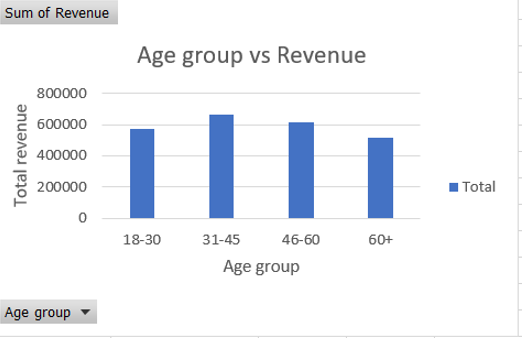 Sum of Revenue
Age group vs Revenue
Total revenue
800000
600000
400000
200000
0
18-30 31-45 46-60 60+
Age group
Total
Age group